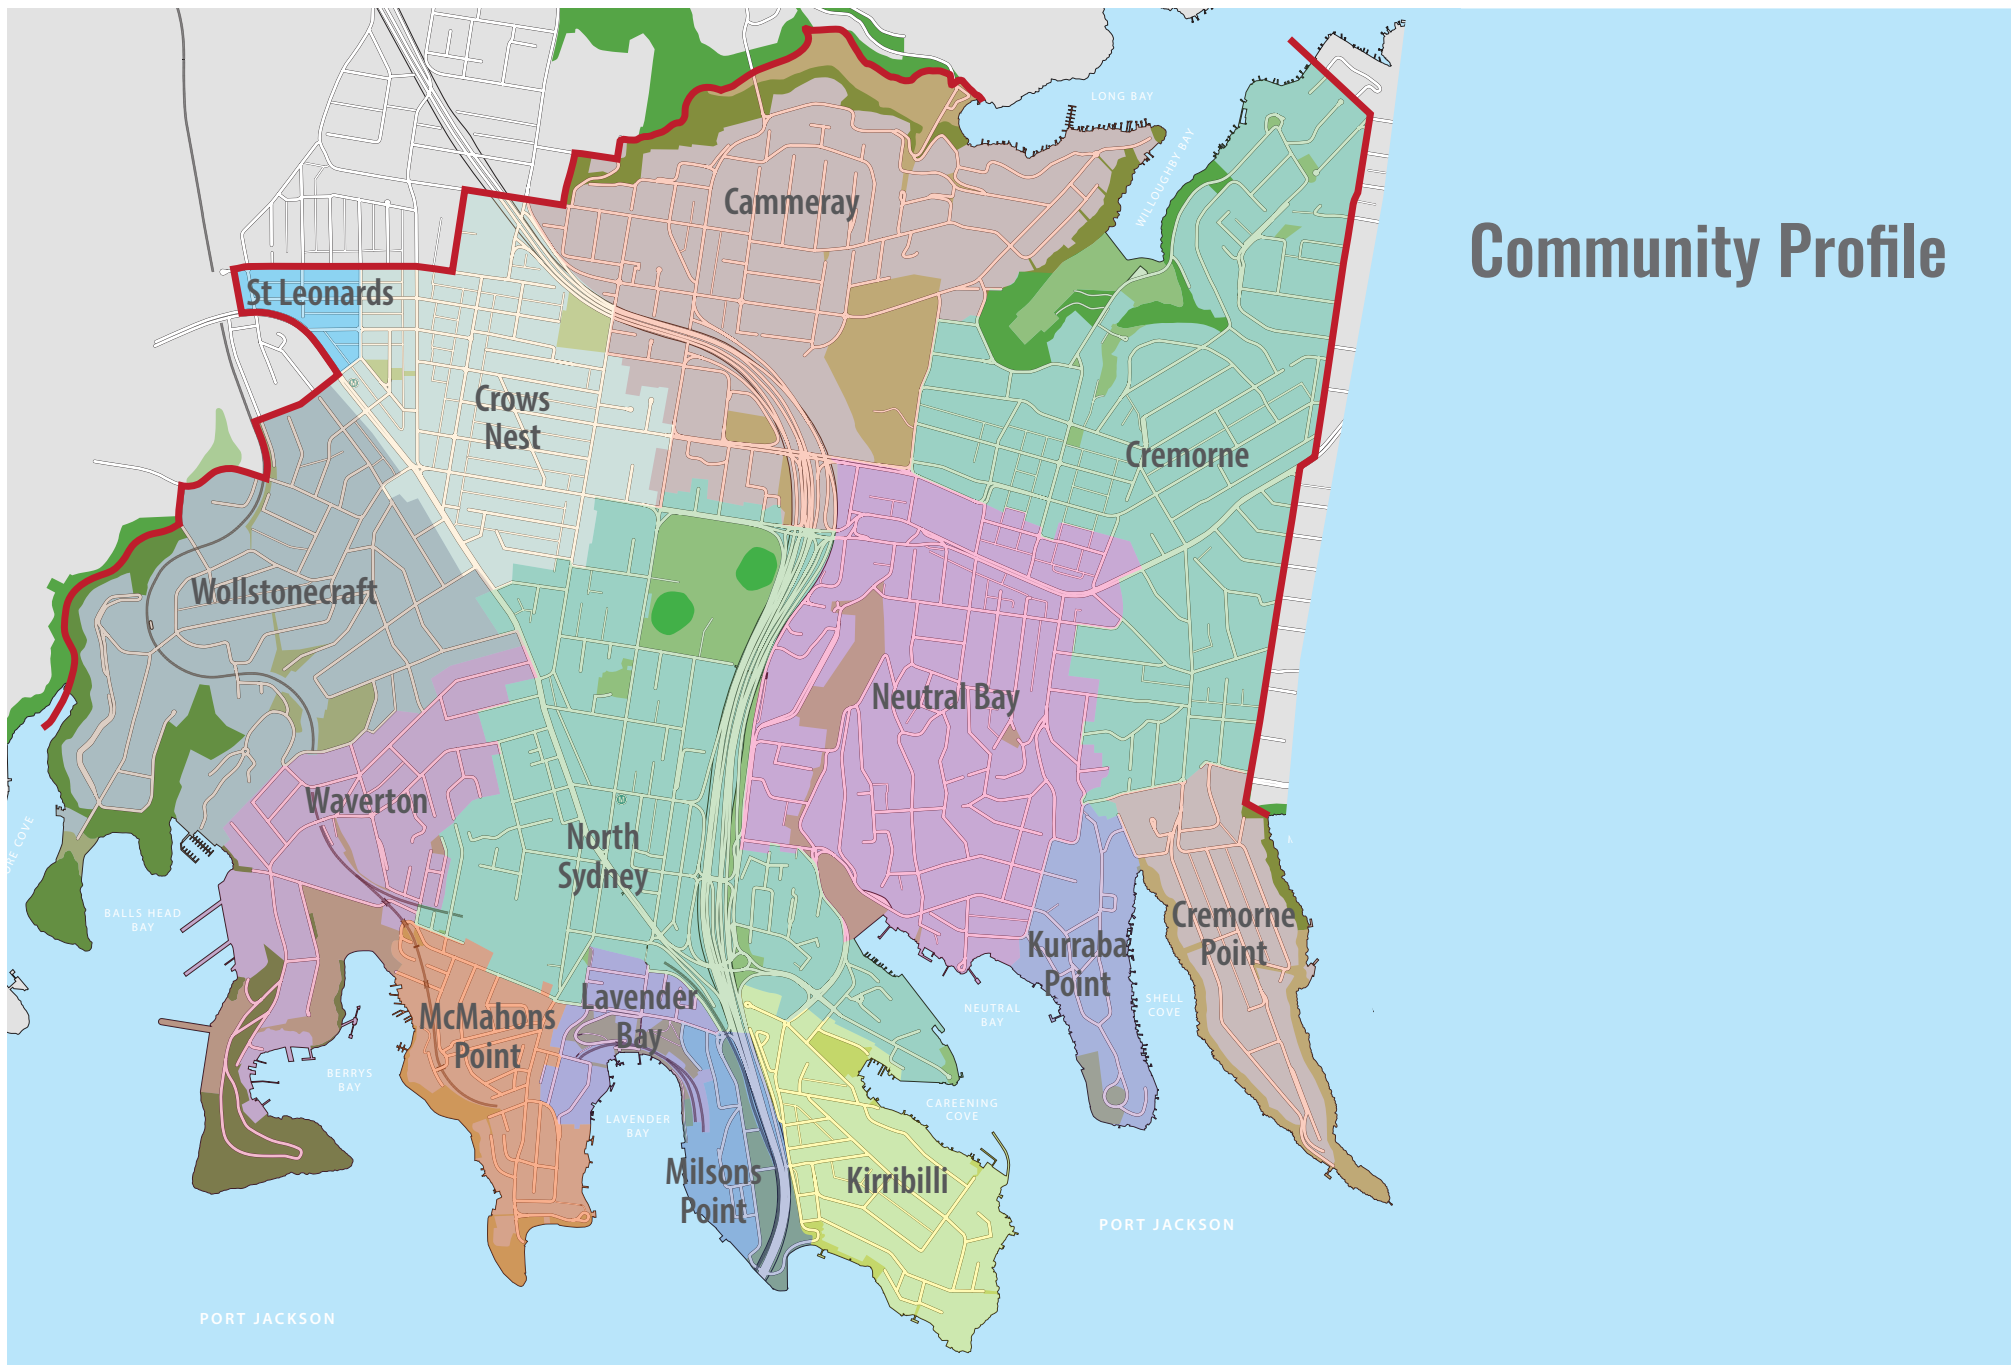 LONG BAY
WILLOUGHBY BAY
Cammeray
Community Profile
St Leonards
Crows
Nest
Cremorne
Wollstonecraft
Neutral Bay
Waverton
North
Sydney
ORE COVE
BALLS HEAD
BAY
Cremorne
Point
Kurraba
Point
McMahons
Point
Lavender
Bay
NEUTRAL
BAY
SHELL
COVE
BERRYS
BAY
LAVENDER
BAY
CAREENING
COVE
Milsons
Point
Kirribilli
PORT JACKSON
PORT JACKSON